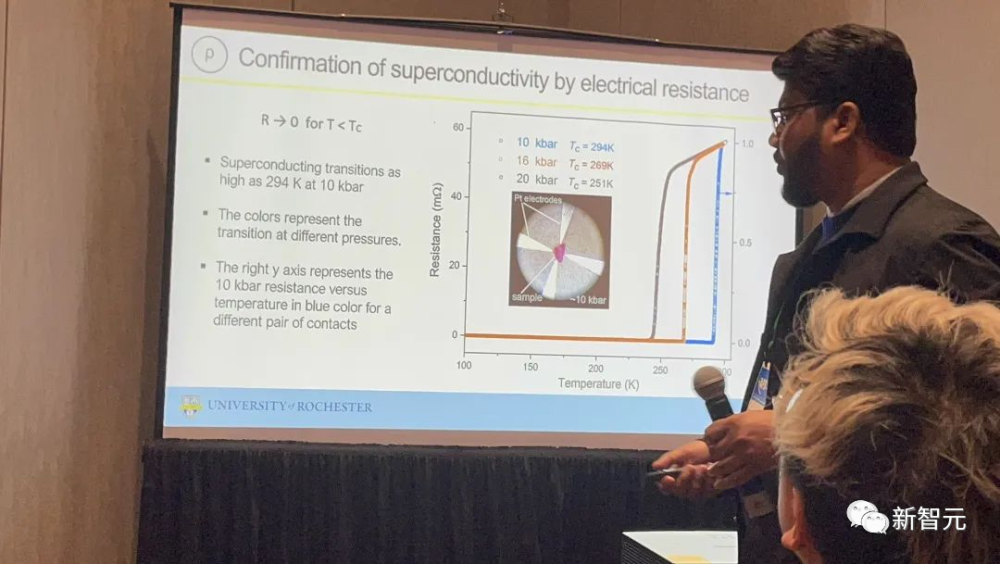 ρ
Confirmation of superconductivity by electrical resistance
R → 0 for T < Tc
▪ Superconducting transitions as
high as 294 K at 10 kbar
▪ The colors represent the
transition at different pressures.
▪ The right y axis represents the
10 kbar resistance versus
temperature in blue color for a
different pair of contacts
Resistance (mΩ)
60
40
20
0
10 kbar Tc = 294K
16 kbar Tc = 269K
20 kbar Tc = 251K
Pt electrodes
sample
~10 kbar
1.0
0.5
0.0
100
150
200
250
Temperature (K)
UNIVERSITY of ROCHESTER
新智元